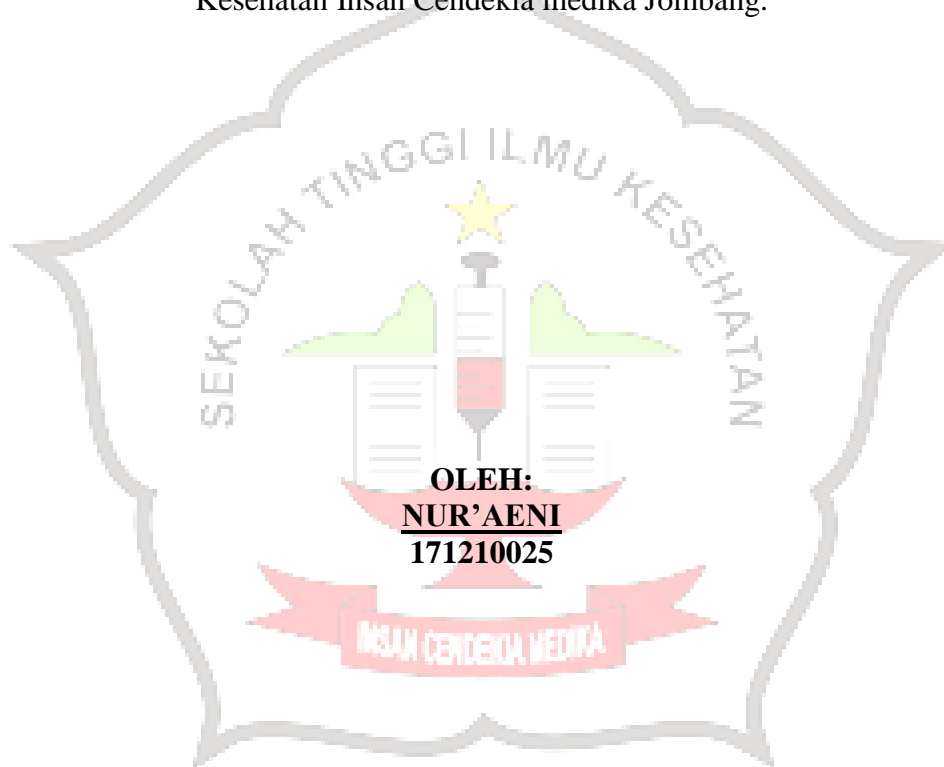 Kesehatan Insan Cendekia medika Jombang.
SEKOLAH TINGGI ILMU KESEHATAN
OLEH:
NUR’AENI
171210025
INSAN CENDEKIA MEDIKA